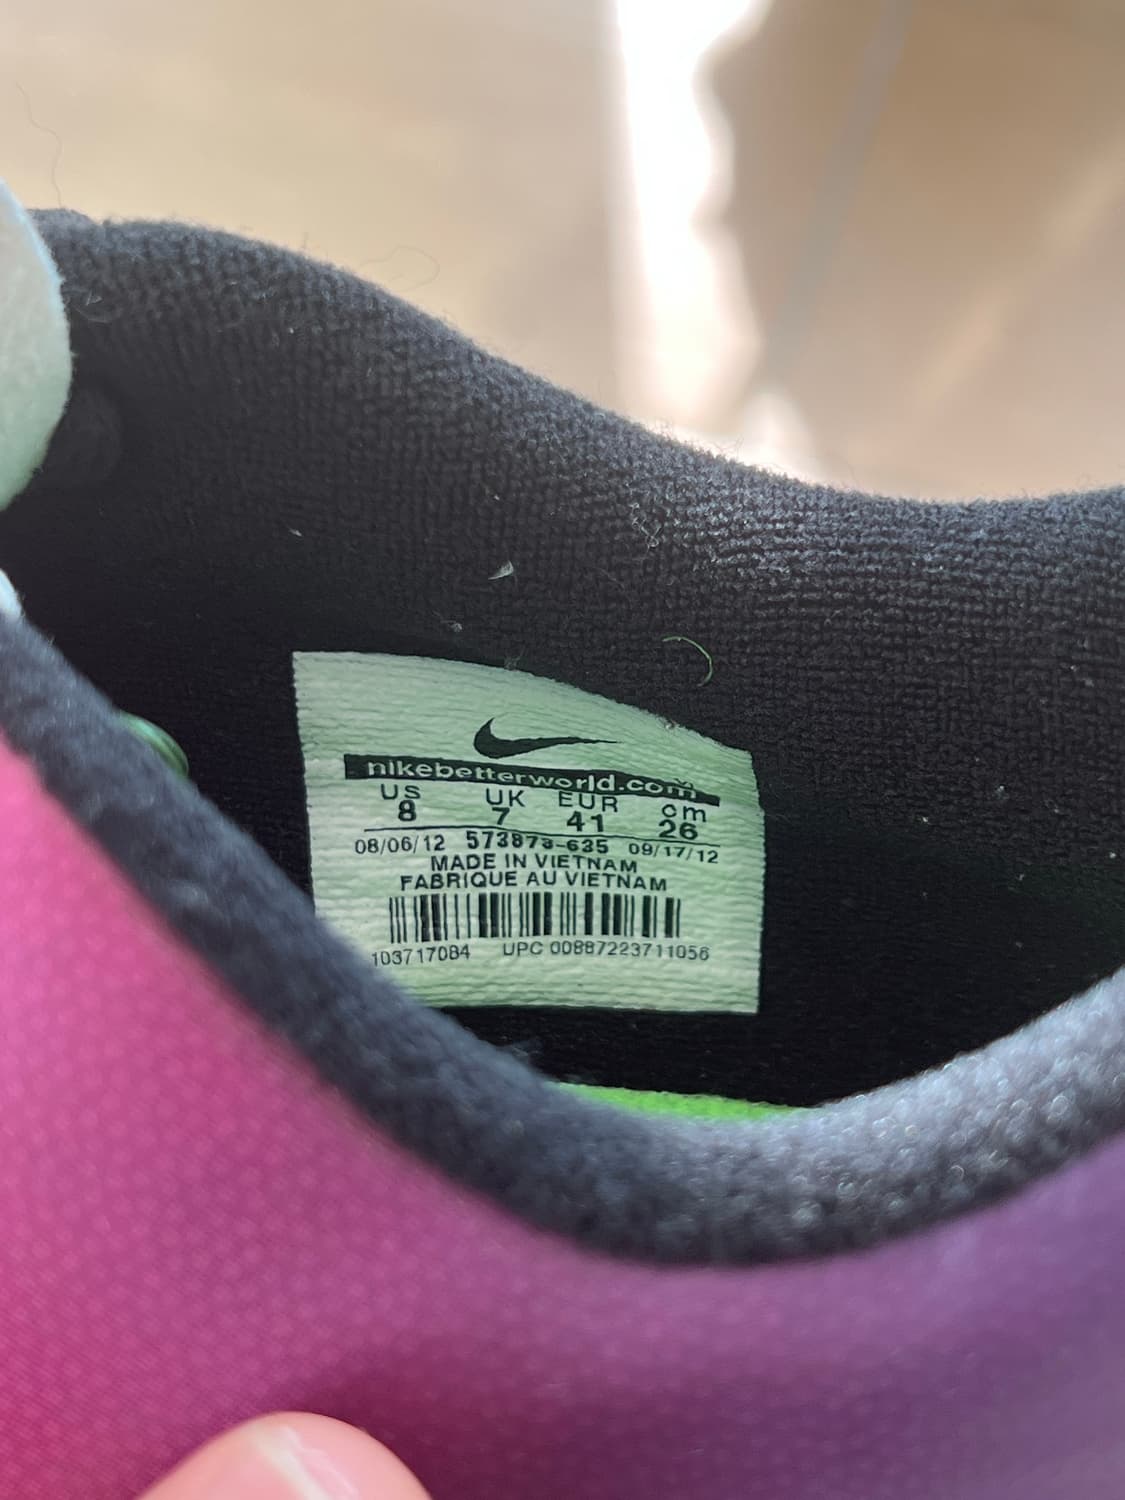 nikebetterworld.com
US UK EUR cm
8 7 41 26
08/06/12 573873-635 09/17/12
MADE IN VIETNAM
FABRIQUE AU VIETNAM
103717084 UPC 00887223711056